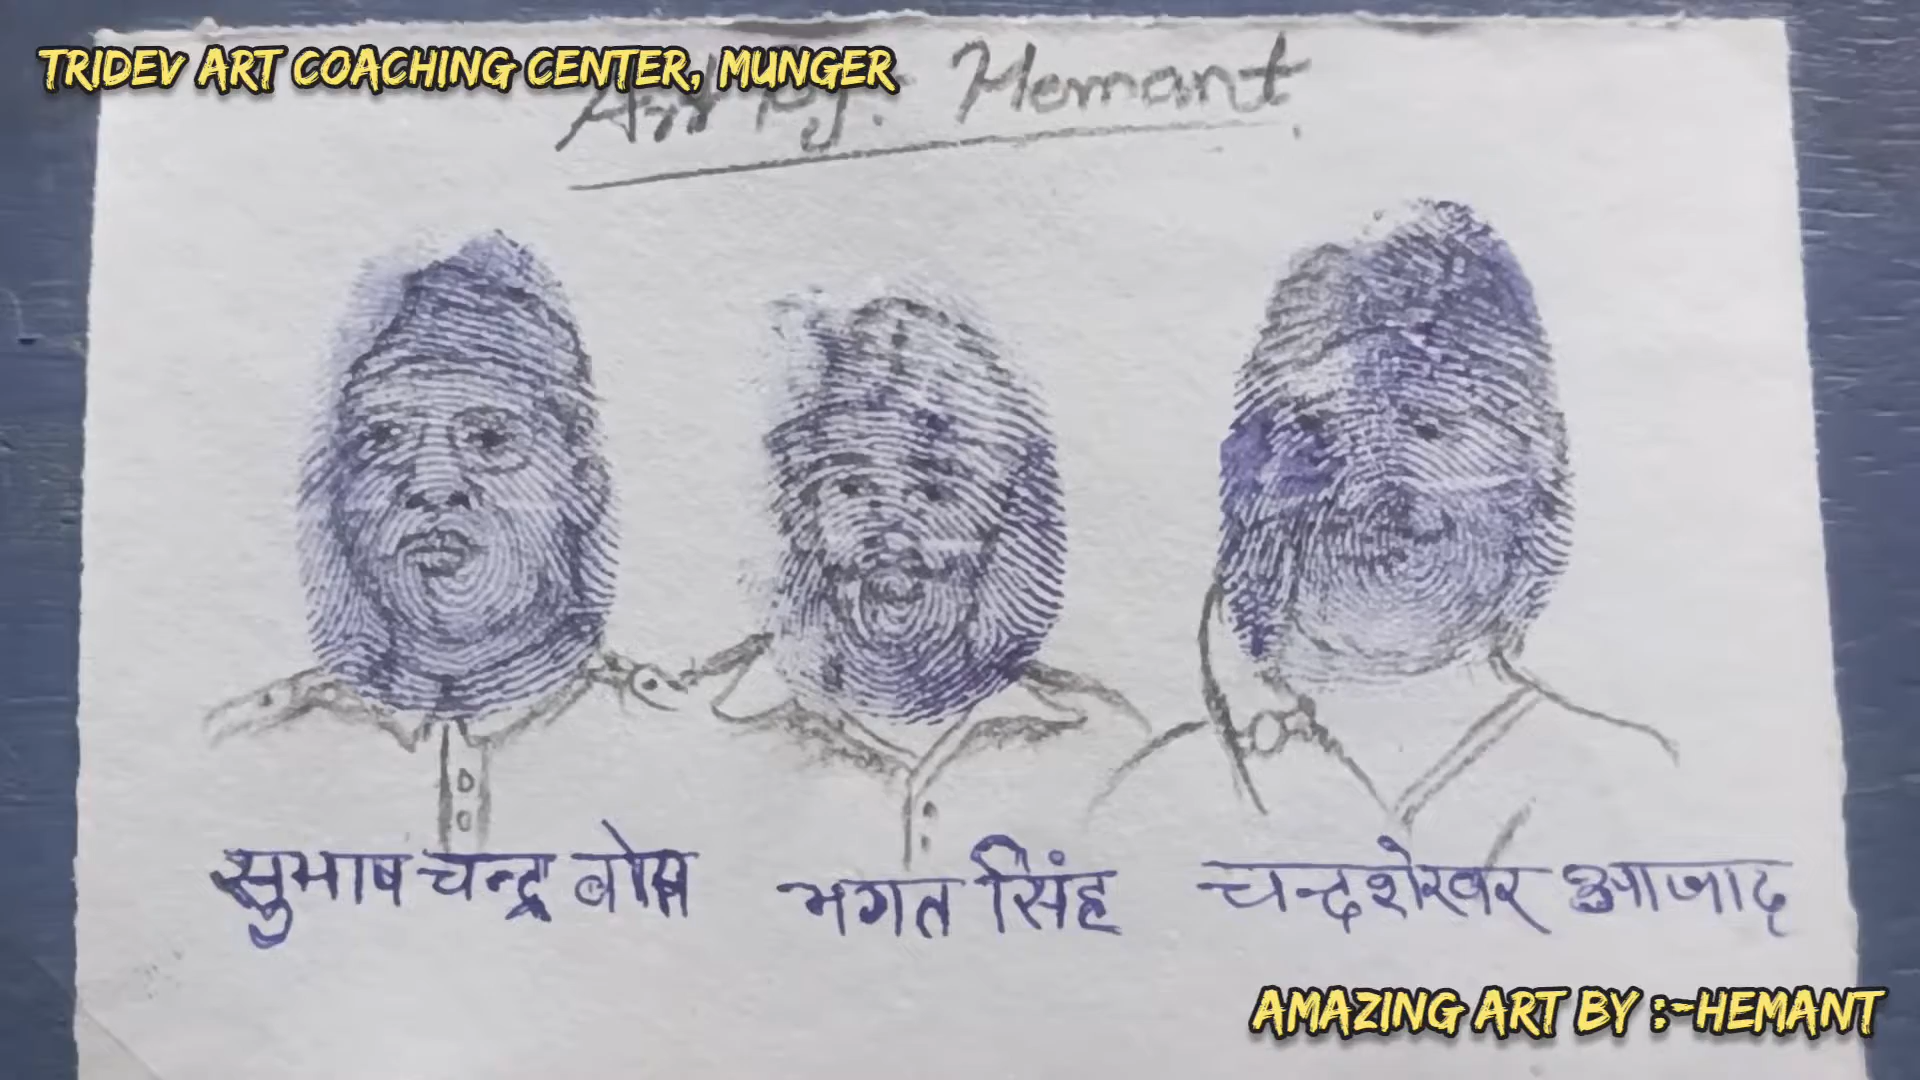 TRIDEV ART COACHING CENTER, MUNGER
Art By:- Hemant
सुभाष चन्द्र बोस
भगत सिंह
चन्द्रशेखर आजाद
AMAZING ART BY :-HEMANT